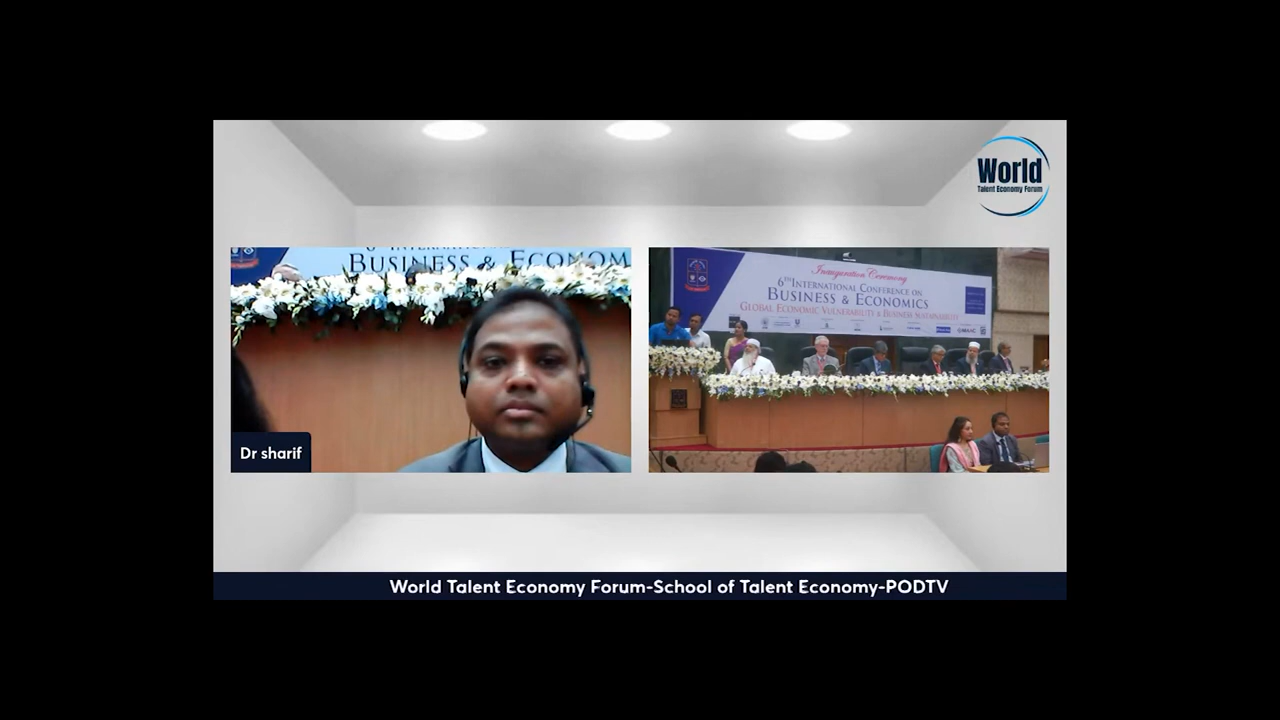 World
Talent Economy Forum
BUSINESS & ECONOM
Dr sharif
Inauguration Ceremony
6TH INTERNATIONAL CONFERENCE ON
BUSINESS & ECONOMICS
GLOBAL ECONOMIC VULNERABILITY & BUSINESS SUSTAINABILITY
World Talent Economy Forum-School of Talent Economy-PODTV